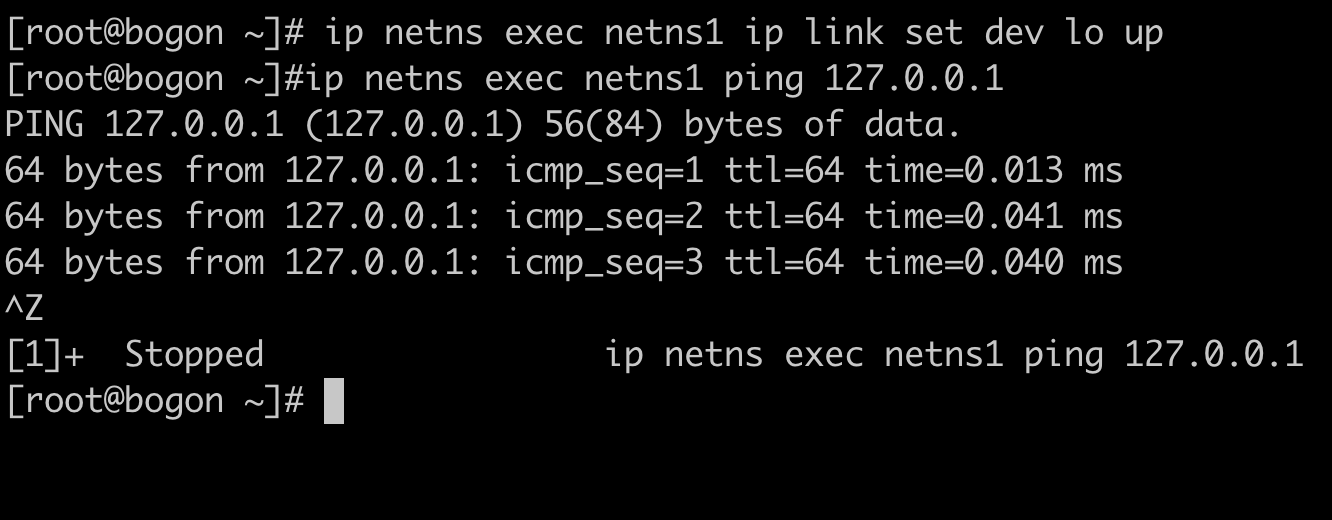 [root@bogon ~]# ip netns exec netns1 ip link set dev lo up
[root@bogon ~]#ip netns exec netns1 ping 127.0.0.1
PING 127.0.0.1 (127.0.0.1) 56(84) bytes of data.
64 bytes from 127.0.0.1: icmp_seq=1 ttl=64 time=0.013 ms
64 bytes from 127.0.0.1: icmp_seq=2 ttl=64 time=0.041 ms
64 bytes from 127.0.0.1: icmp_seq=3 ttl=64 time=0.040 ms
^Z
[1]+  Stopped                 ip netns exec netns1 ping 127.0.0.1
[root@bogon ~]#